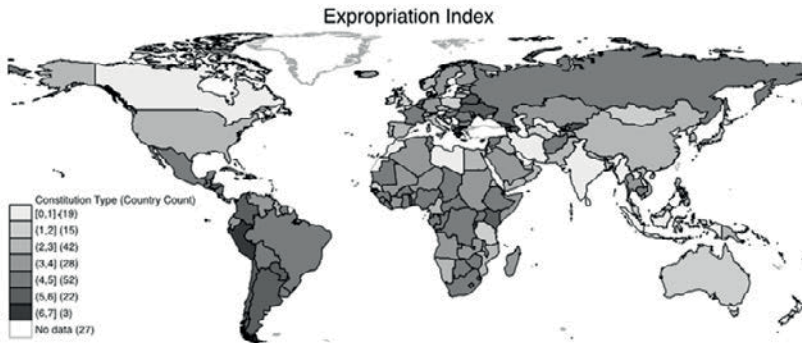 Expropriation Index
Constitution Type (Country Count)
[0,1] (19)
(1,2] (15)
(2,3] (42)
(3,4] (28)
(4,5] (52)
(5,6] (22)
(6,7] (3)
No data (27)